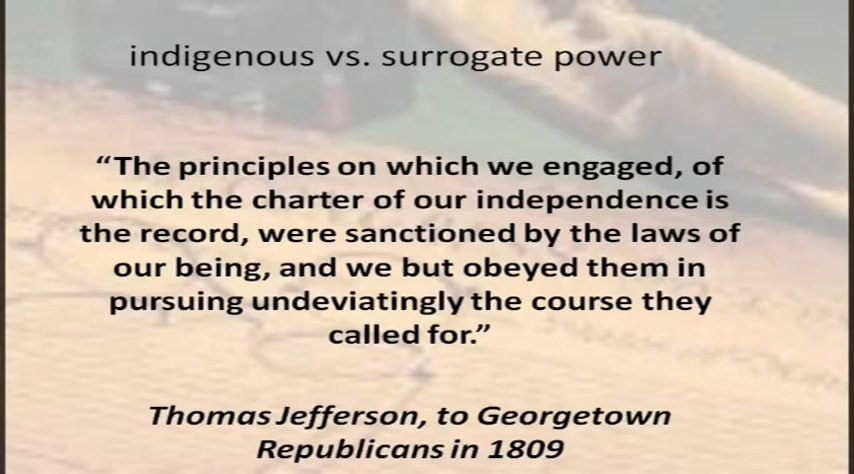 indigenous vs. surrogate power
“The principles on which we engaged, of
which the charter of our independence is
the record, were sanctioned by the laws of
our being, and we but obeyed them in
pursuing undeviatingly the course they
called for.”
Thomas Jefferson, to Georgetown
Republicans in 1809